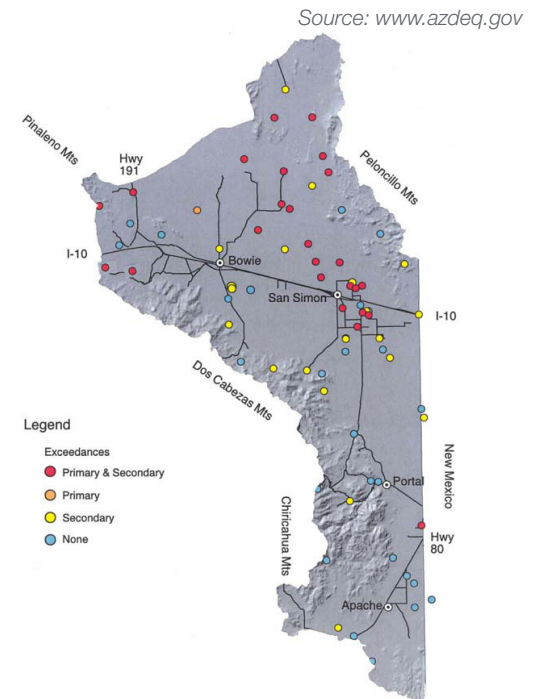 Source: www.azdeq.gov
Pinaleno Mts
Hwy
191
Peloncillo Mts
I-10
Bowie
San Simon
I-10
Dos Cabezas Mts
Legend
Exceedances
Primary & Secondary
Primary
Secondary
None
New Mexico
Portal
Chiricahua Mts
Hwy
80
Apache